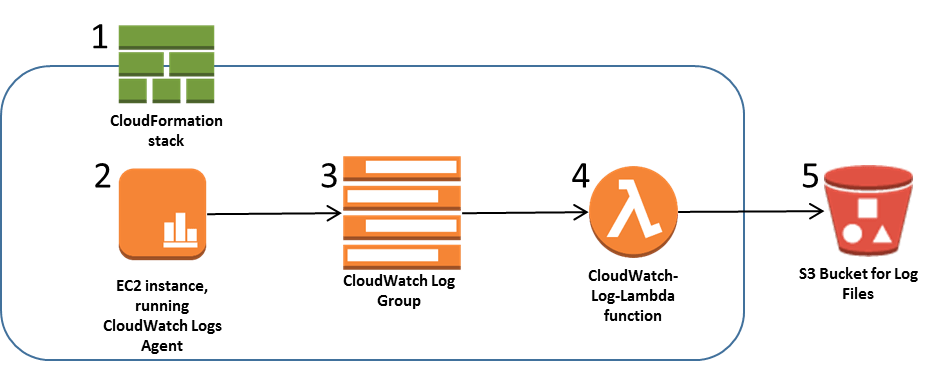 1
CloudFormation
stack
2
EC2 instance,
running
CloudWatch Logs
Agent
3
CloudWatch Log
Group
4
CloudWatch-
Log-Lambda
function
5
S3 Bucket for Log
Files